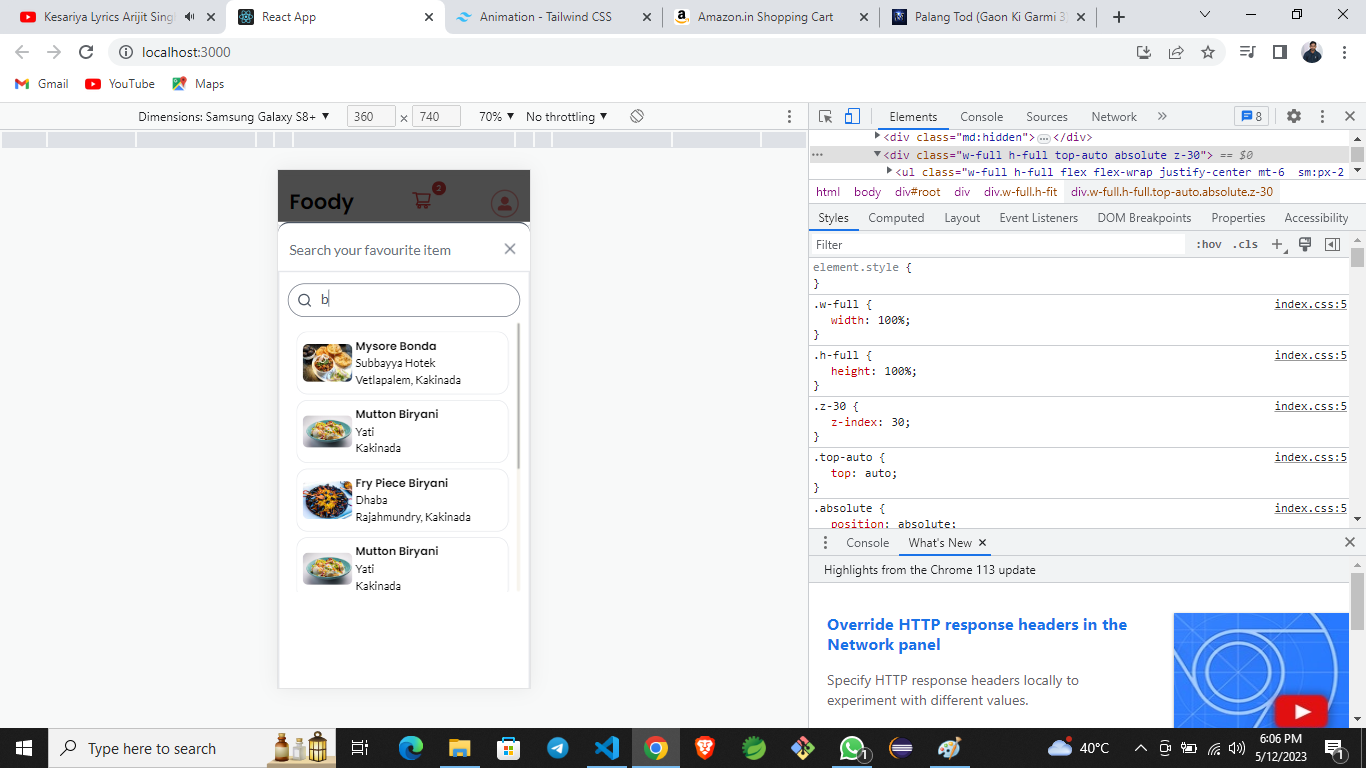 Kesariya Lyrics Arijit Sing
React App
Animation - Tailwind CSS
Amazon.in Shopping Cart
Palang Tod (Gaon Ki Garmi 3)
localhost:3000
Gmail
YouTube
Maps
Dimensions: Samsung Galaxy S8+ ▼
360 × 740
70% ▼
No throttling ▼
Elements
Console
Sources
Network
»
8
<div class="md:hidden">…</div>
<div class="w-full h-full top-auto absolute z-30"> == $0
<ul class="w-full h-full flex flex-wrap justify-center mt-6 sm:px-2
html body div#root div div.w-full.h-fit div.w-full.h-full.top-auto.absolute.z-30
Styles
Computed
Layout
Event Listeners
DOM Breakpoints
Properties
Accessibility
Filter
:hov .cls +
element.style {
}
.w-full {
index.css:5
width: 100%;
}
.h-full {
index.css:5
height: 100%;
}
.z-30 {
index.css:5
z-index: 30;
}
.top-auto {
index.css:5
top: auto;
}
.absolute {
index.css:5
position: absolute;
Foody
Search your favourite item
b
Mysore Bonda
Subbayya Hotek
Vetlapalem, Kakinada
Mutton Biryani
Yati
Kakinada
Fry Piece Biryani
Dhaba
Rajahmundry, Kakinada
Mutton Biryani
Yati
Kakinada
Console
What's New
Highlights from the Chrome 113 update
Override HTTP response headers in the
Network panel
Specify HTTP response headers locally to
experiment with different values.
Type here to search
1
40°C
6:06 PM
5/12/2023
1